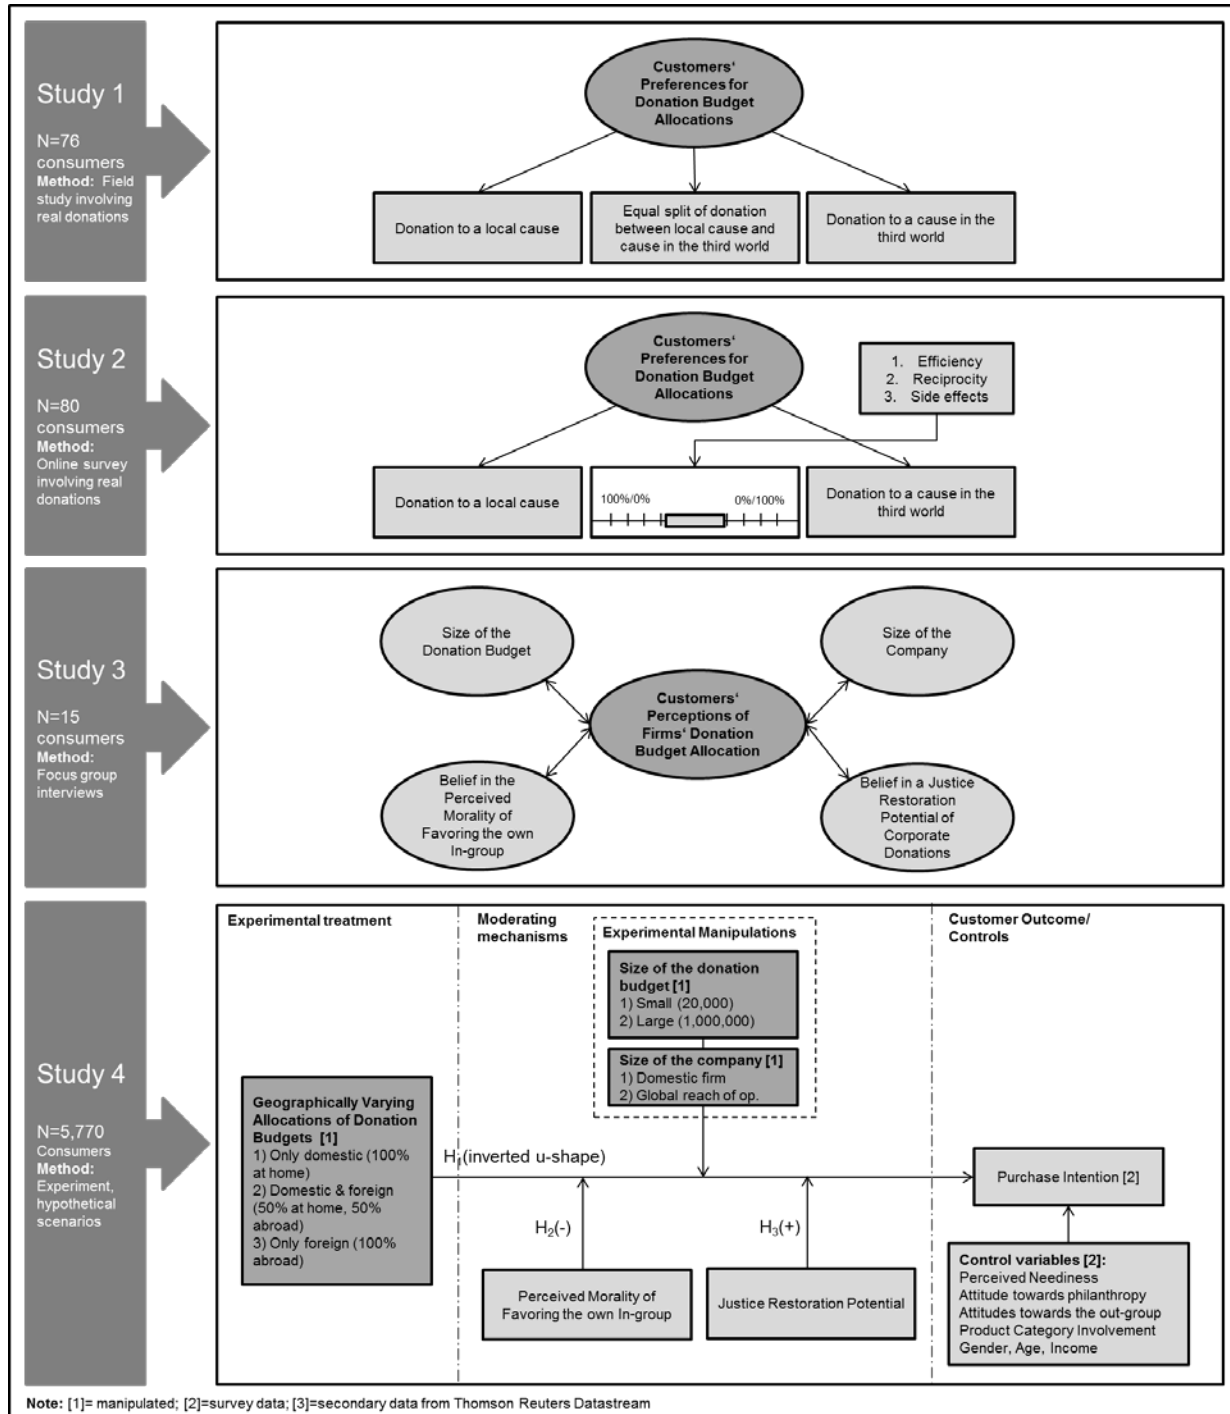 Study 1
N=76
consumers
Method: Field
study involving
real donations
Customers‘
Preferences for
Donation Budget
Allocations
Donation to a local cause
Equal split of donation
between local cause and
cause in the third world
Donation to a cause in the
third world
Study 2
N=80
consumers
Method:
Online survey
involving real
donations
Customers‘
Preferences for
Donation Budget
Allocations
1. Efficiency
2. Reciprocity
3. Side effects
Donation to a local cause
100%/0%
0%/100%
Donation to a cause in the
third world
Study 3
N=15
consumers
Method:
Focus group
interviews
Size of the
Donation Budget
Size of the
Company
Customers‘
Perceptions of
Firms‘ Donation
Budget Allocation
Belief in the
Perceived
Morality of
Favoring the own
In-group
Belief in a Justice
Restoration
Potential of
Corporate
Donations
Study 4
N=5,770
Consumers
Method:
Experiment,
hypothetical
scenarios
Experimental treatment
Moderating
mechanisms
Experimental Manipulations
Customer Outcome/
Controls
Size of the donation
budget [1]
1) Small (20,000)
2) Large (1,000,000)
Size of the company [1]
1) Domestic firm
2) Global reach of op.
Geographically Varying
Allocations of Donation
Budgets [1]
1) Only domestic (100%
at home)
2) Domestic & foreign
(50% at home, 50%
abroad)
3) Only foreign (100%
abroad)
H1(inverted u-shape)
H2(-)
H3(+)
Purchase Intention [2]
Perceived Morality of
Favoring the own In-group
Justice Restoration Potential
Control variables [2]:
Perceived Neediness
Attitude towards philanthropy
Attitudes towards the out-group
Product Category Involvement
Gender, Age, Income
Note: [1]= manipulated; [2]=survey data; [3]=secondary data from Thomson Reuters Datastream